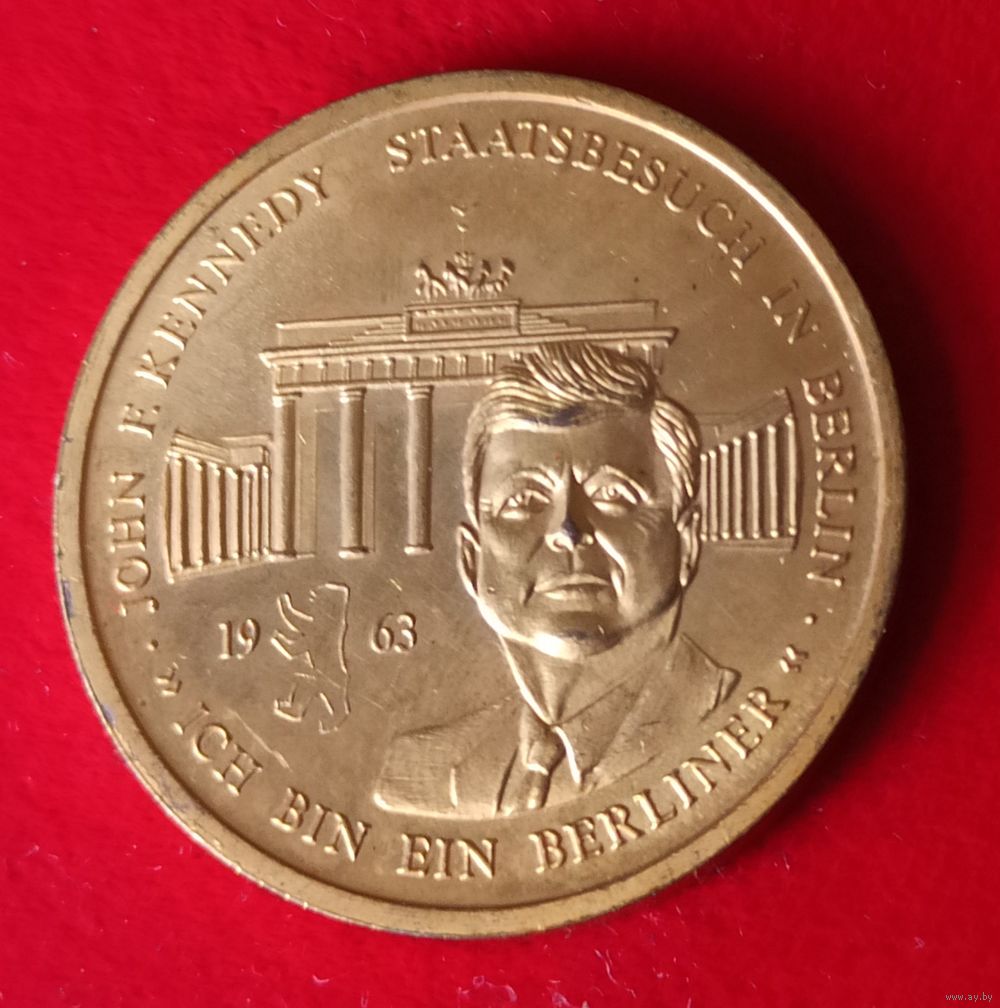 · JOHN F. KENNEDY STAATSBESUCH IN BERLIN ·
19 63
»ICH BIN EIN BERLINER«
www.ay.by